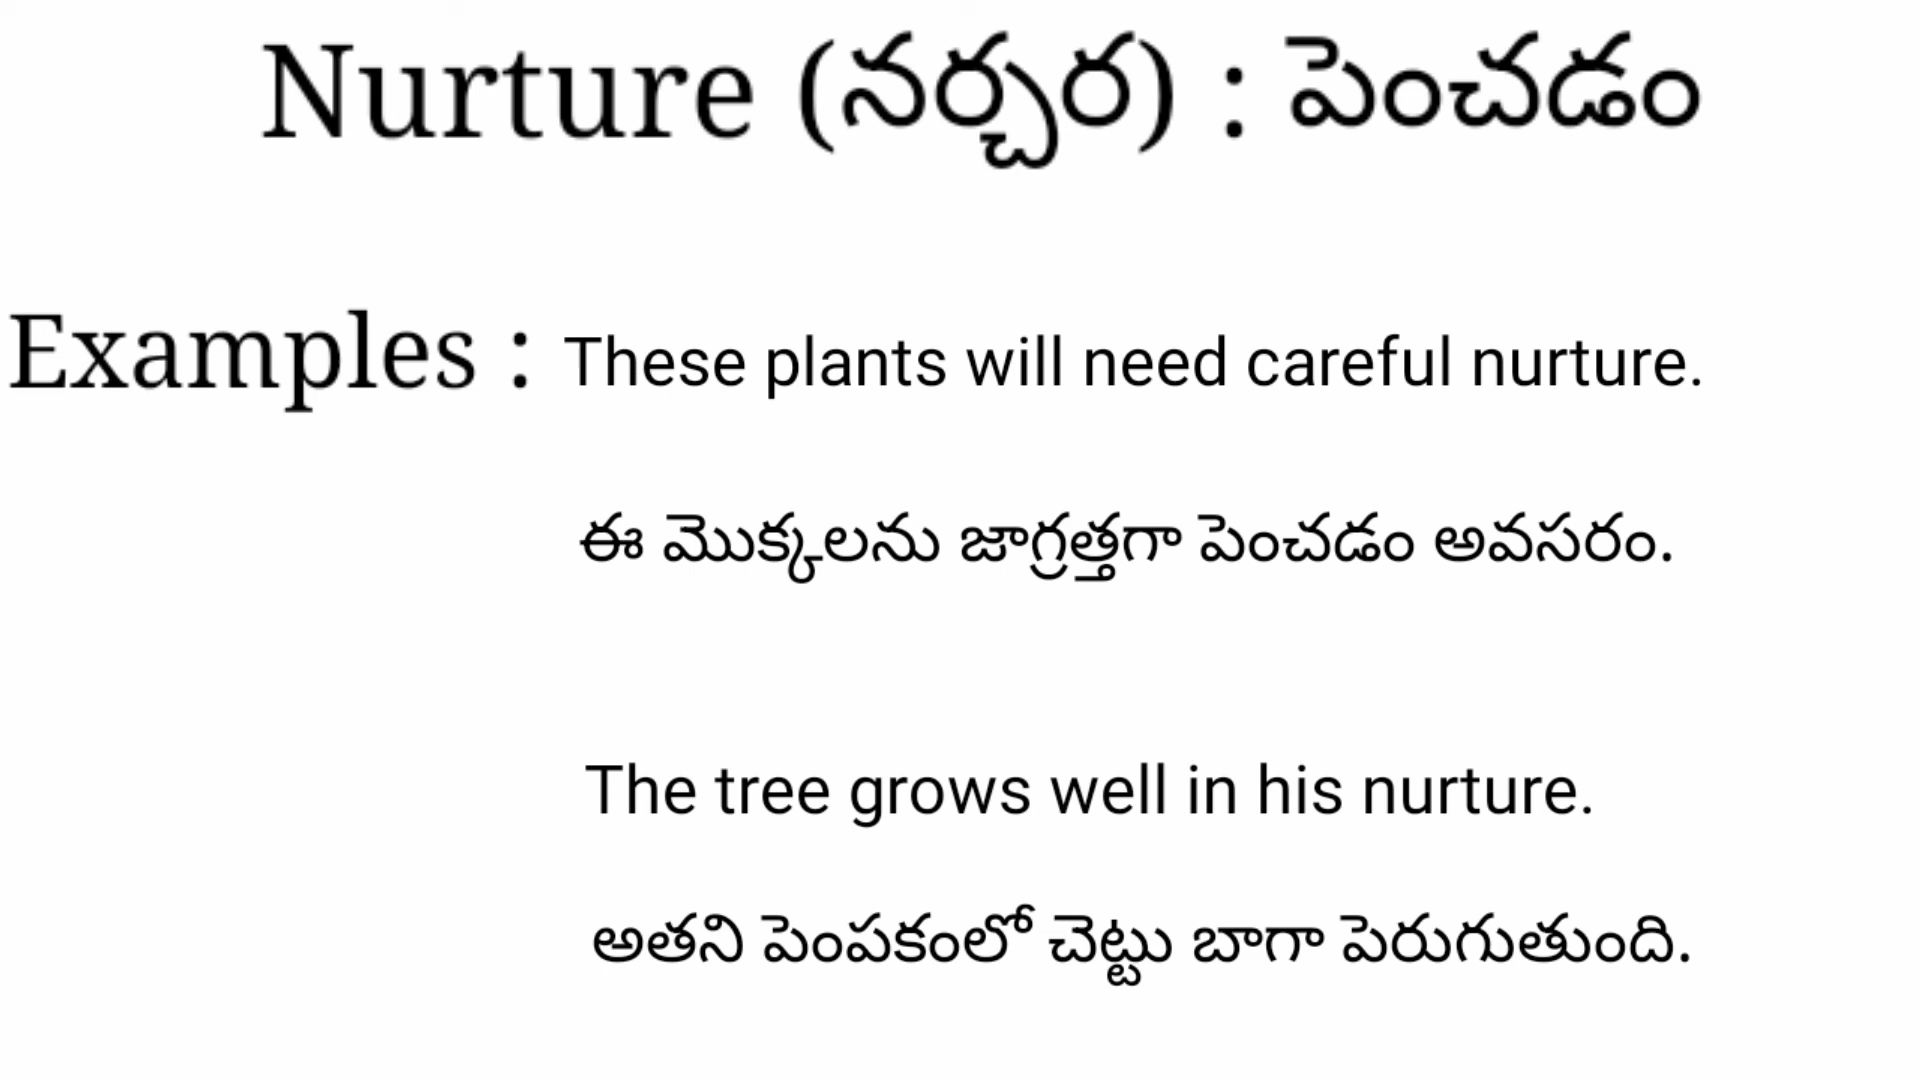 Nurture (నర్చర) : పెంచడం
Examples : These plants will need careful nurture.
ఈ మొక్కలను జాగ్రత్తగా పెంచడం అవసరం.
The tree grows well in his nurture.
అతని పెంపకంలో చెట్టు బాగా పెరుగుతుంది.